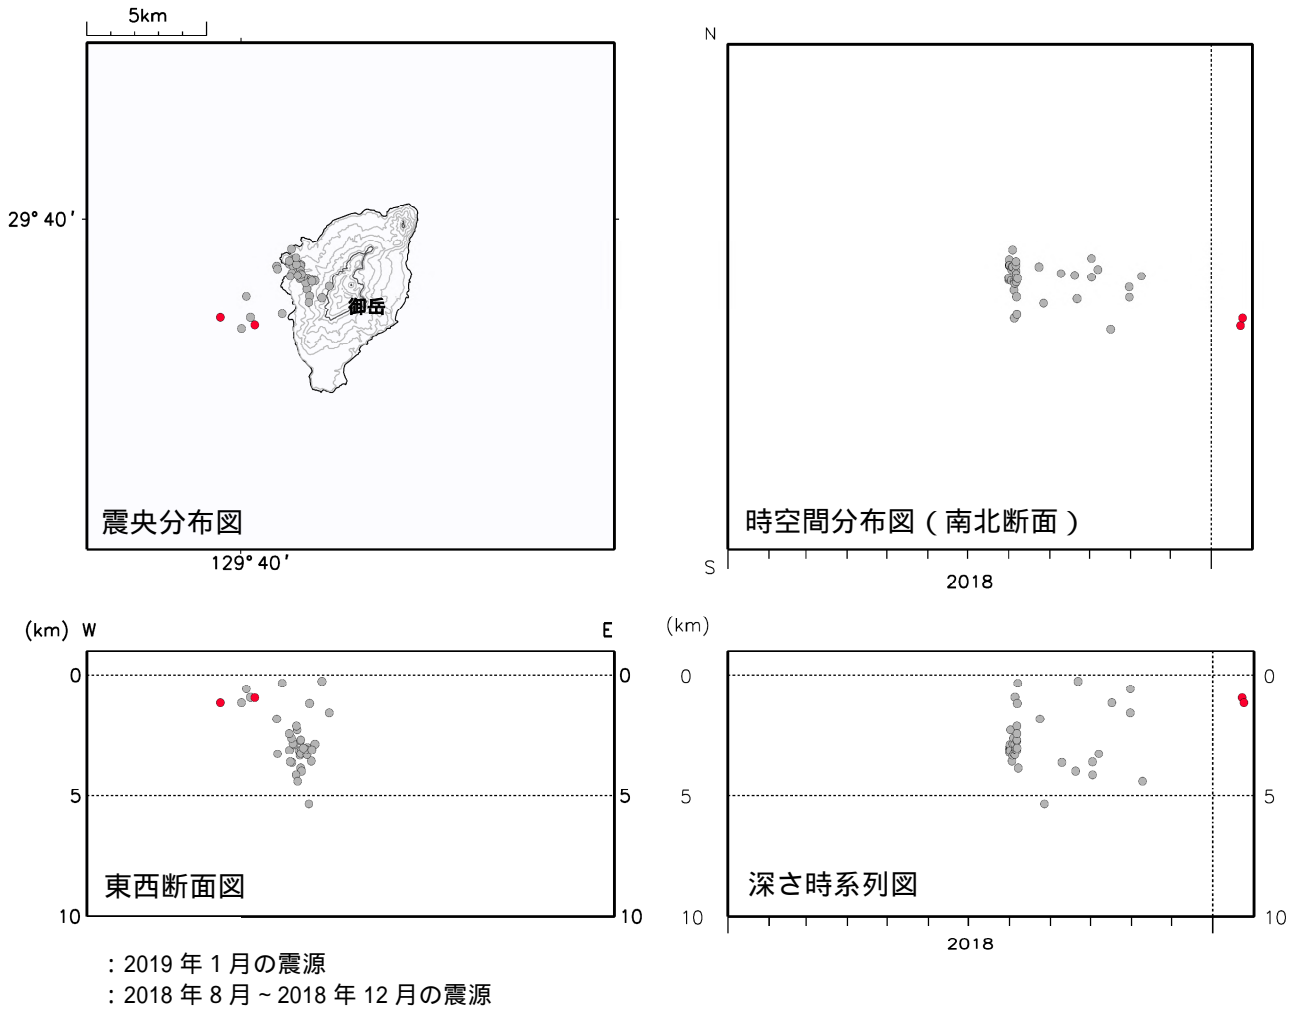 5km
29° 40′
御岳
震央分布図
129° 40′
N
時空間分布図（南北断面）
S
2018
(km) W
E
0
0
5
5
東西断面図
10
10
(km)
0
0
5
5
深さ時系列図
10
10
2018
：2019 年 1 月の震源
：2018 年 8 月～2018 年 12 月の震源